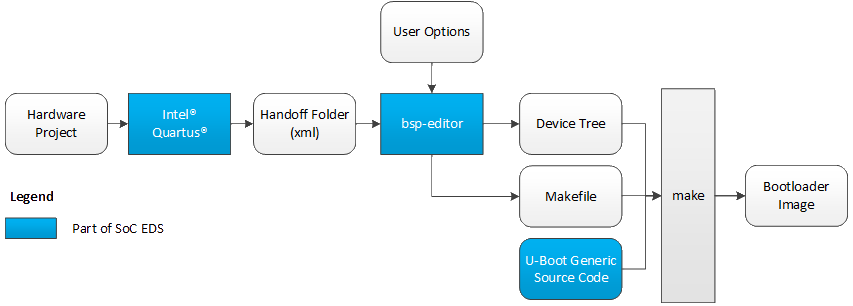 User Options
Hardware
Project
Intel®
Quartus®
Handoff Folder
(xml)
bsp-editor
Device Tree
Makefile
make
Bootloader
Image
U-Boot Generic
Source Code
Legend
Part of SoC EDS